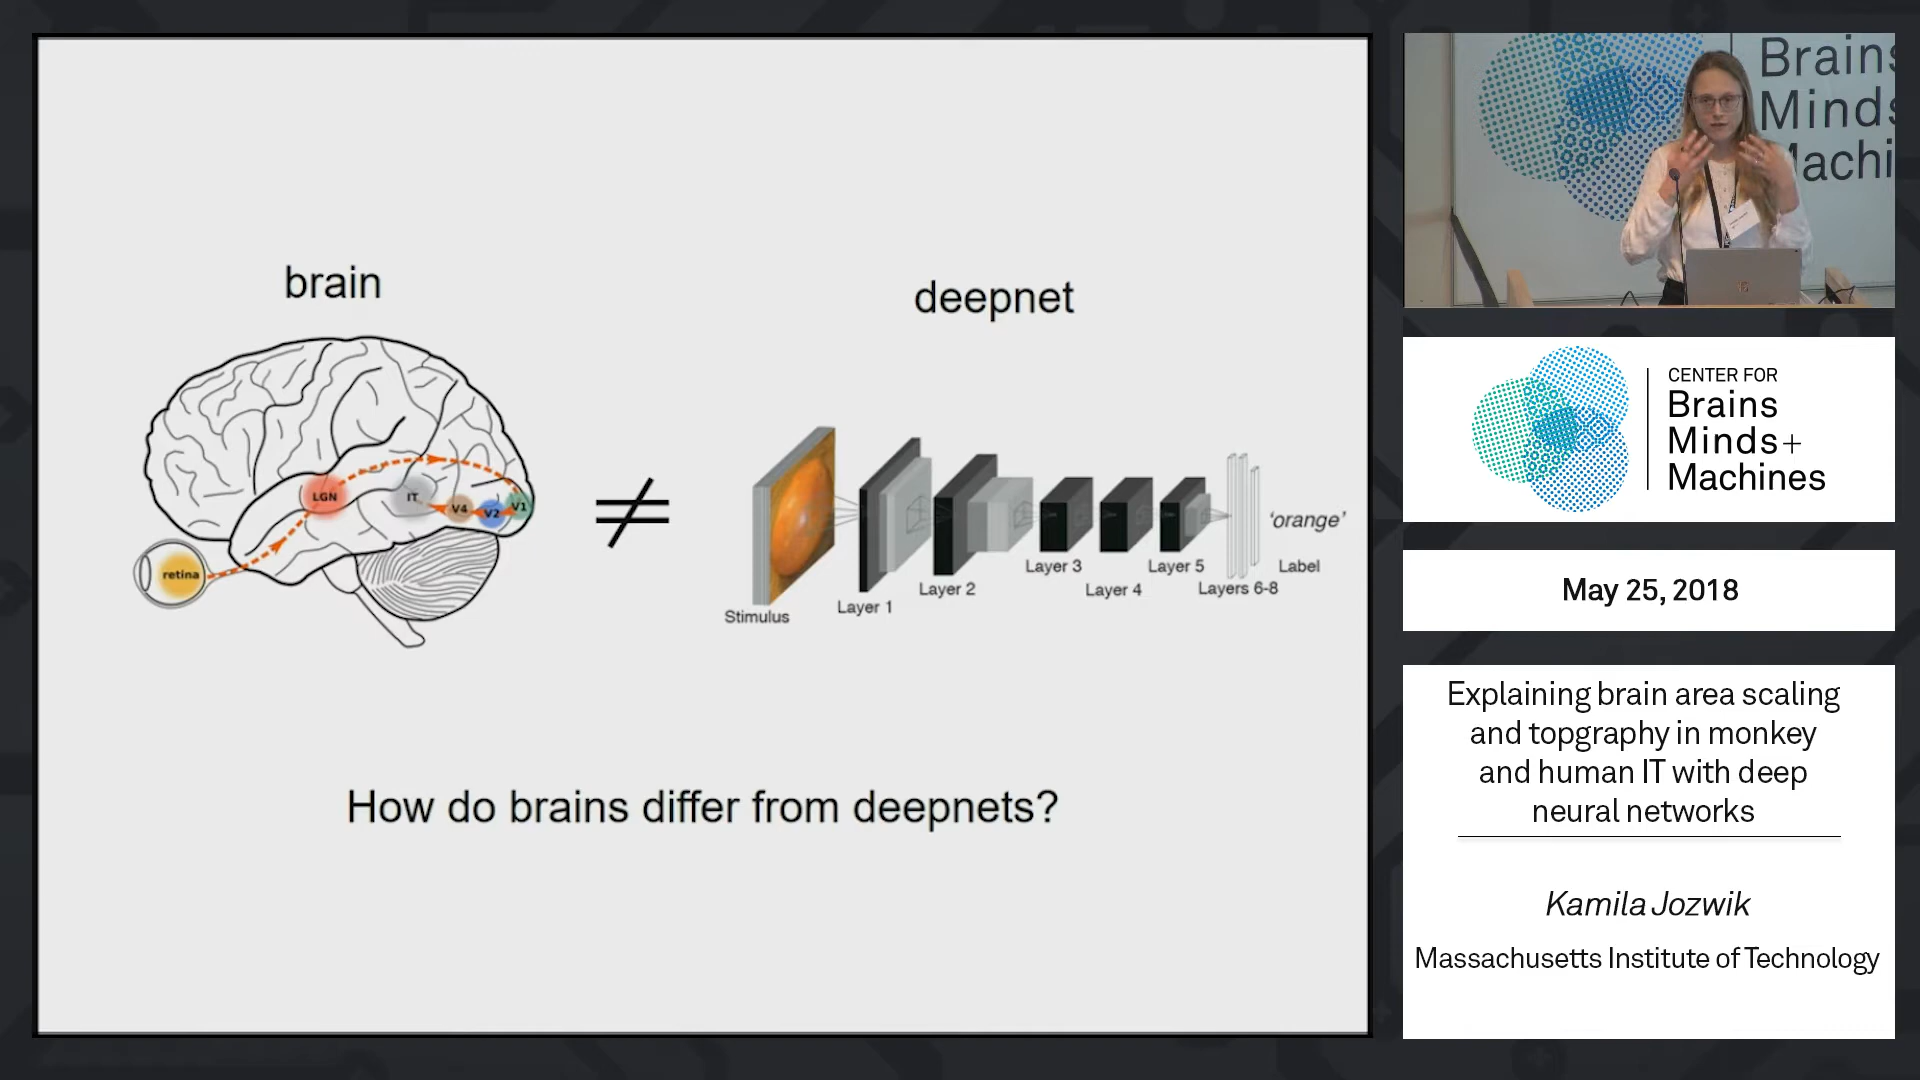 brain
deepnet
LGN
IT
V4
V2
V1
retina
≠
'orange'
Stimulus
Layer 1
Layer 2
Layer 3
Layer 4
Layer 5
Layers 6-8
Label
How do brains differ from deepnets?
Brains
Minds
Machi
CENTER FOR
Brains
Minds+
Machines
May 25, 2018
Explaining brain area scaling
and topgraphy in monkey
and human IT with deep
neural networks
Kamila Jozwik
Massachusetts Institute of Technology